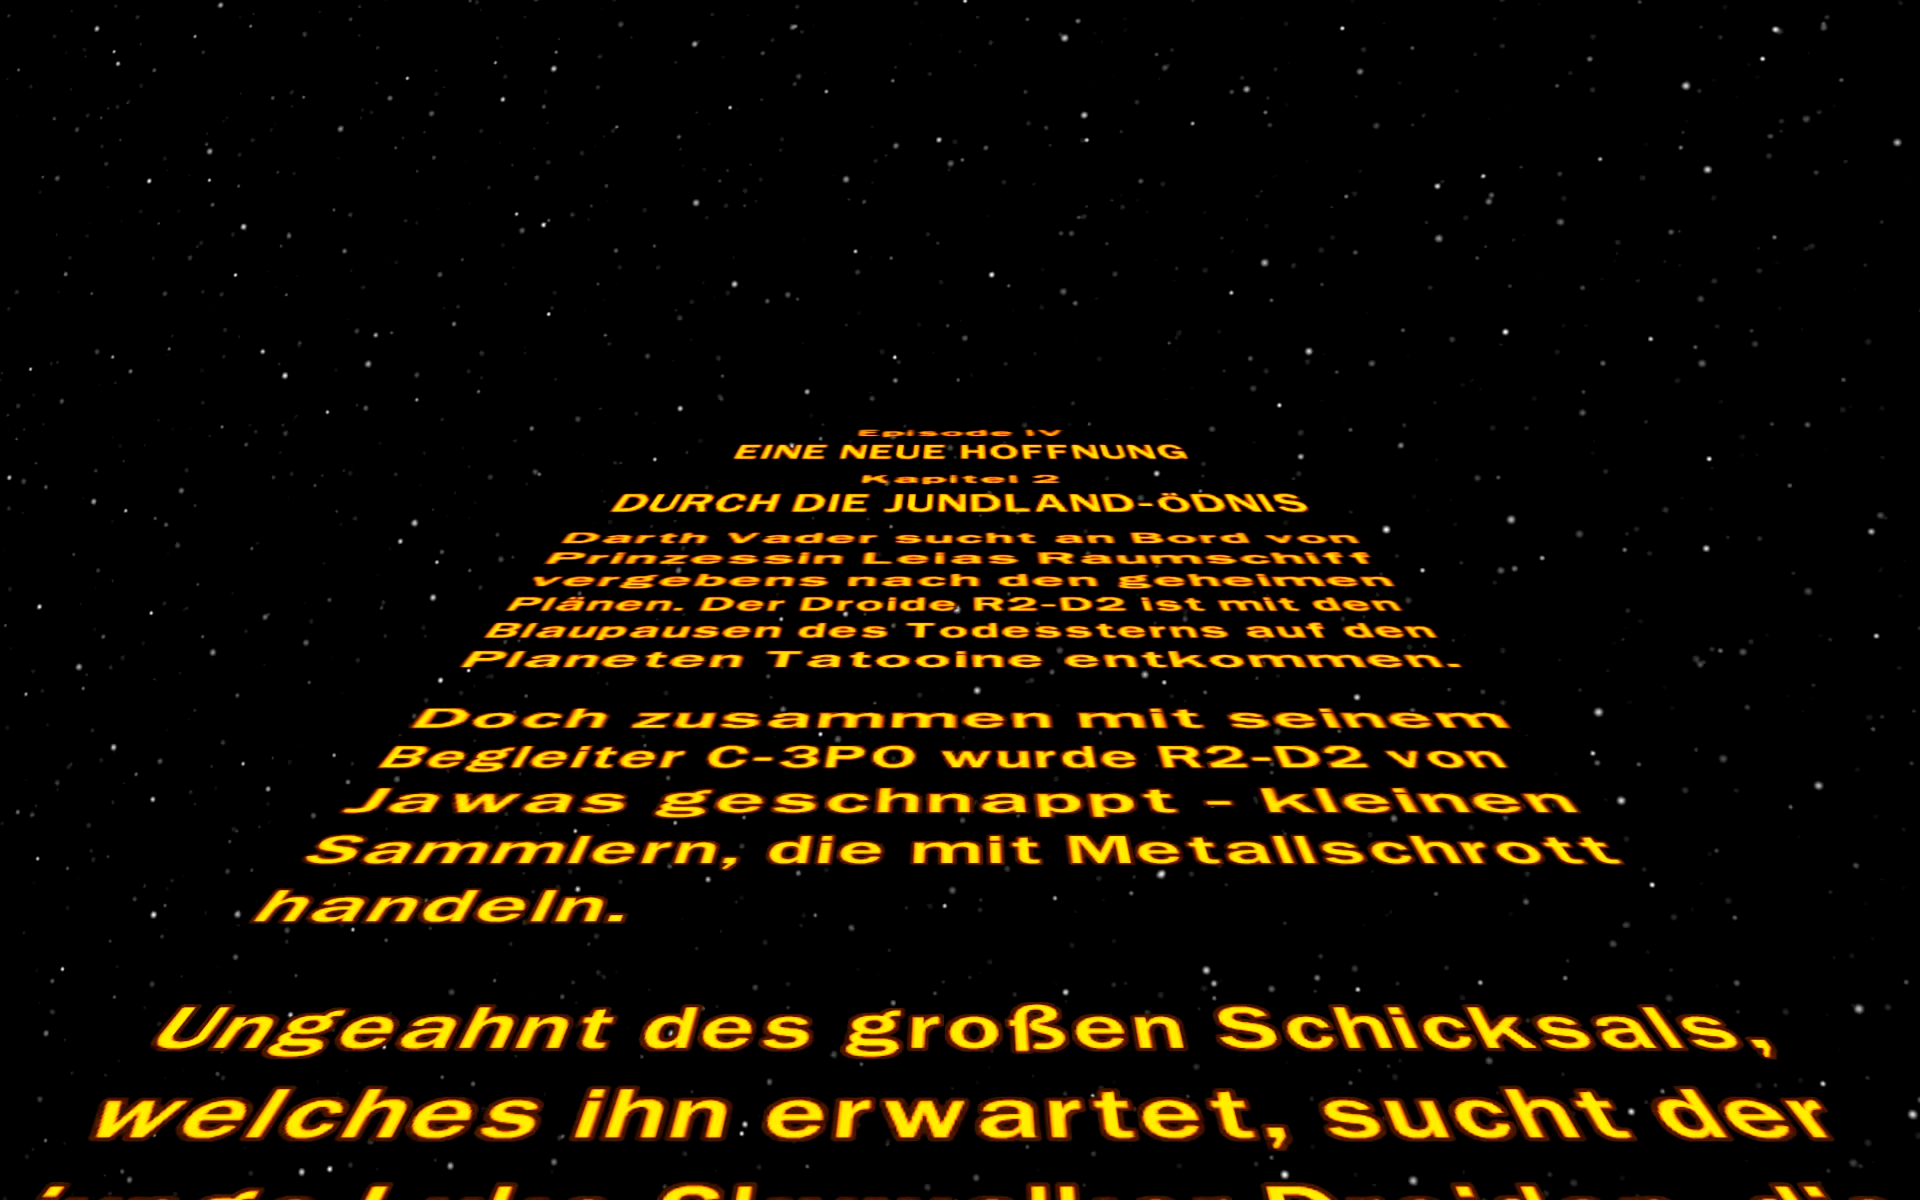 Episode IV
EINE NEUE HOFFNUNG
Kapitel 2
DURCH DIE JUNDLAND-ÖDNIS
Darth Vader sucht an Bord von
Prinzessin Leias Raumschiff
vergebens nach den geheimen
Plänen. Der Droide R2-D2 ist mit den
Blaupausen des Todessterns auf den
Planeten Tatooine entkommen.
Doch zusammen mit seinem
Begleiter C-3PO wurde R2-D2 von
Jawas geschnappt - kleinen
Sammlern, die mit Metallschrott
handeln.
Ungeahnt des großen Schicksals,
welches ihn erwartet, sucht der